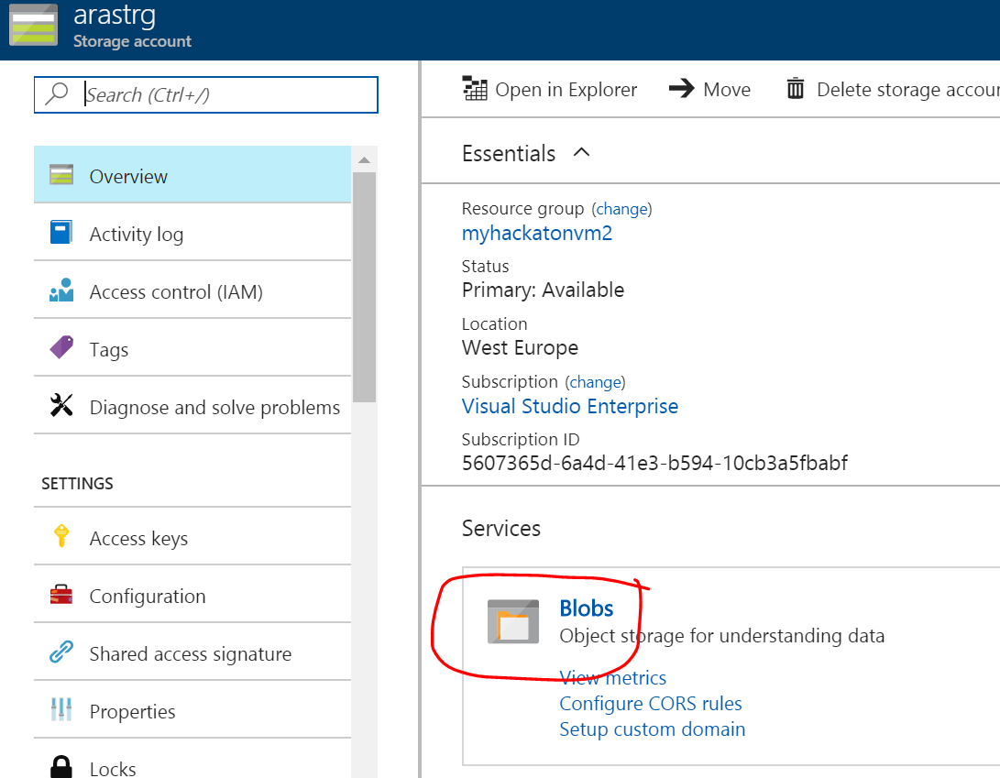 arastrg
Storage account
Search (Ctrl+/)
Overview
Activity log
Access control (IAM)
Tags
Diagnose and solve problems
SETTINGS
Access keys
Configuration
Shared access signature
Properties
Locks
Open in Explorer
Move
Delete storage accoun
Essentials
Resource group (change)
myhackatonvm2
Status
Primary: Available
Location
West Europe
Subscription (change)
Visual Studio Enterprise
Subscription ID
5607365d-6a4d-41e3-b594-10cb3a5fbabf
Services
Blobs
Object storage for understanding data
View metrics
Configure CORS rules
Setup custom domain